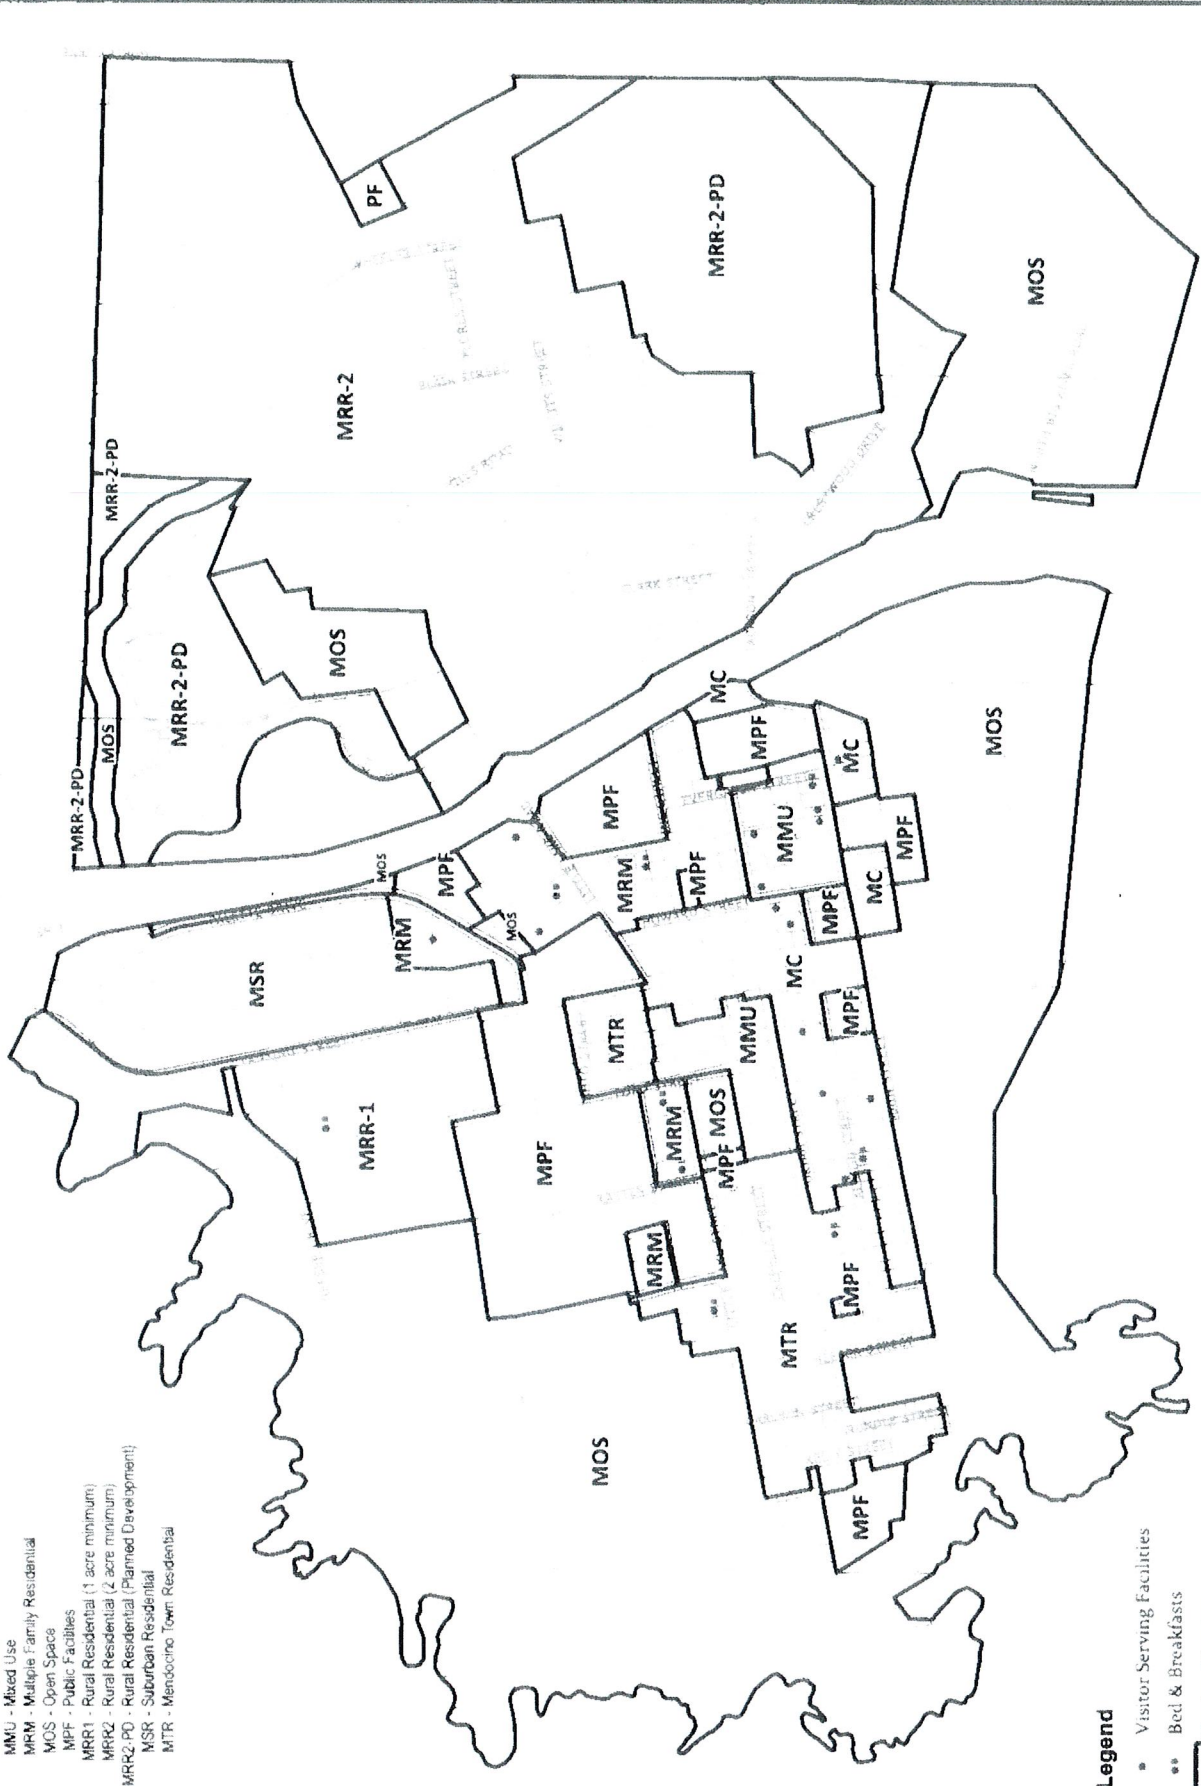 MMU - Mixed Use
MRM - Multiple Family Residential
MOS - Open Space
MPF - Public Facilities
MRR1 - Rural Residential (1 acre minimum)
MRR2 - Rural Residential (2 acre minimum)
MRR2-PD - Rural Residential (Planned Development)
MSR - Suburban Residential
MTR - Mendocino Town Residential
MRR-2-PD
MOS
MRR-2-PD
MRR-2-PD
MOS
MRR-2
PF
MRR-2-PD
MOS
MSR
MOS
MRM
MPF
MOS
MRR-1
MPF
MTR
MRM
MPF
MPF
MC
MPF
MMU
MC
MPF
MC
MPF
MC
MPF
MMU
MRM
MOS
MPF
MRM
MPF
MTR
MPF
MOS
MOS
Legend
* Visitor Serving Facilities
** Bed & Breakfasts